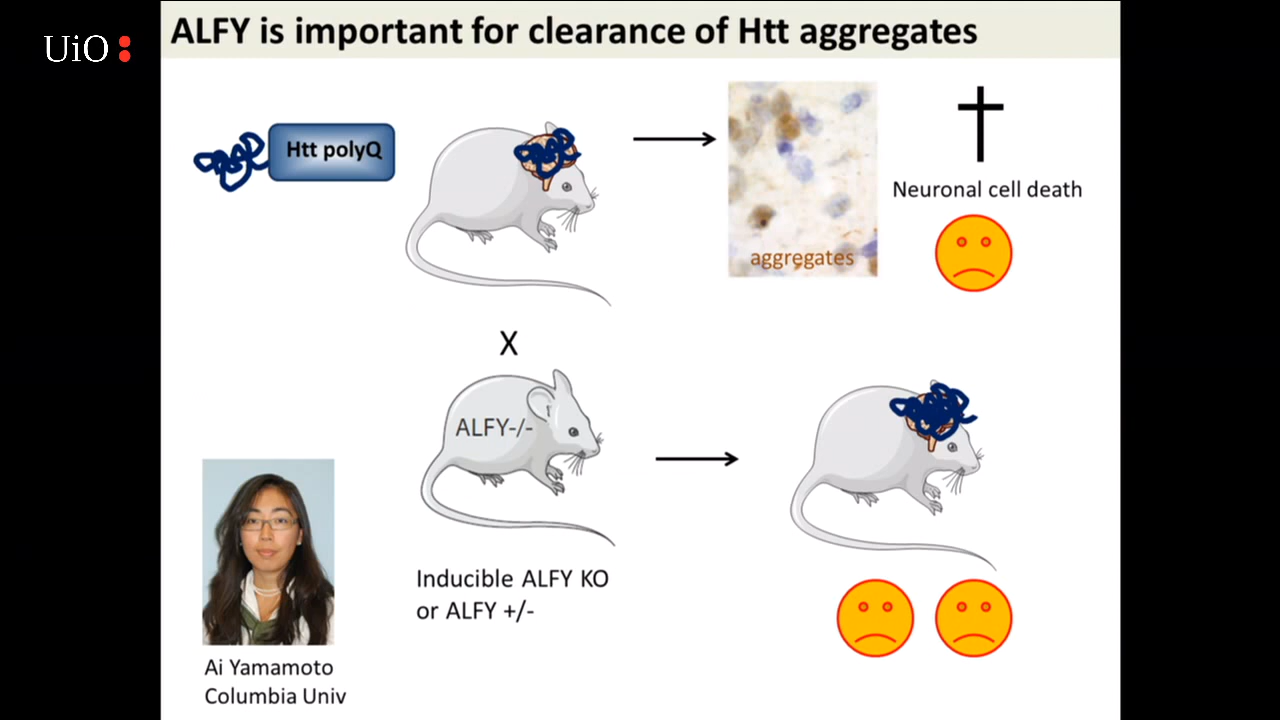 UiO
ALFY is important for clearance of Htt aggregates
Htt polyQ
aggregates
Neuronal cell death
X
ALFY-/-
Inducible ALFY KO
or ALFY +/-
Ai Yamamoto
Columbia Univ